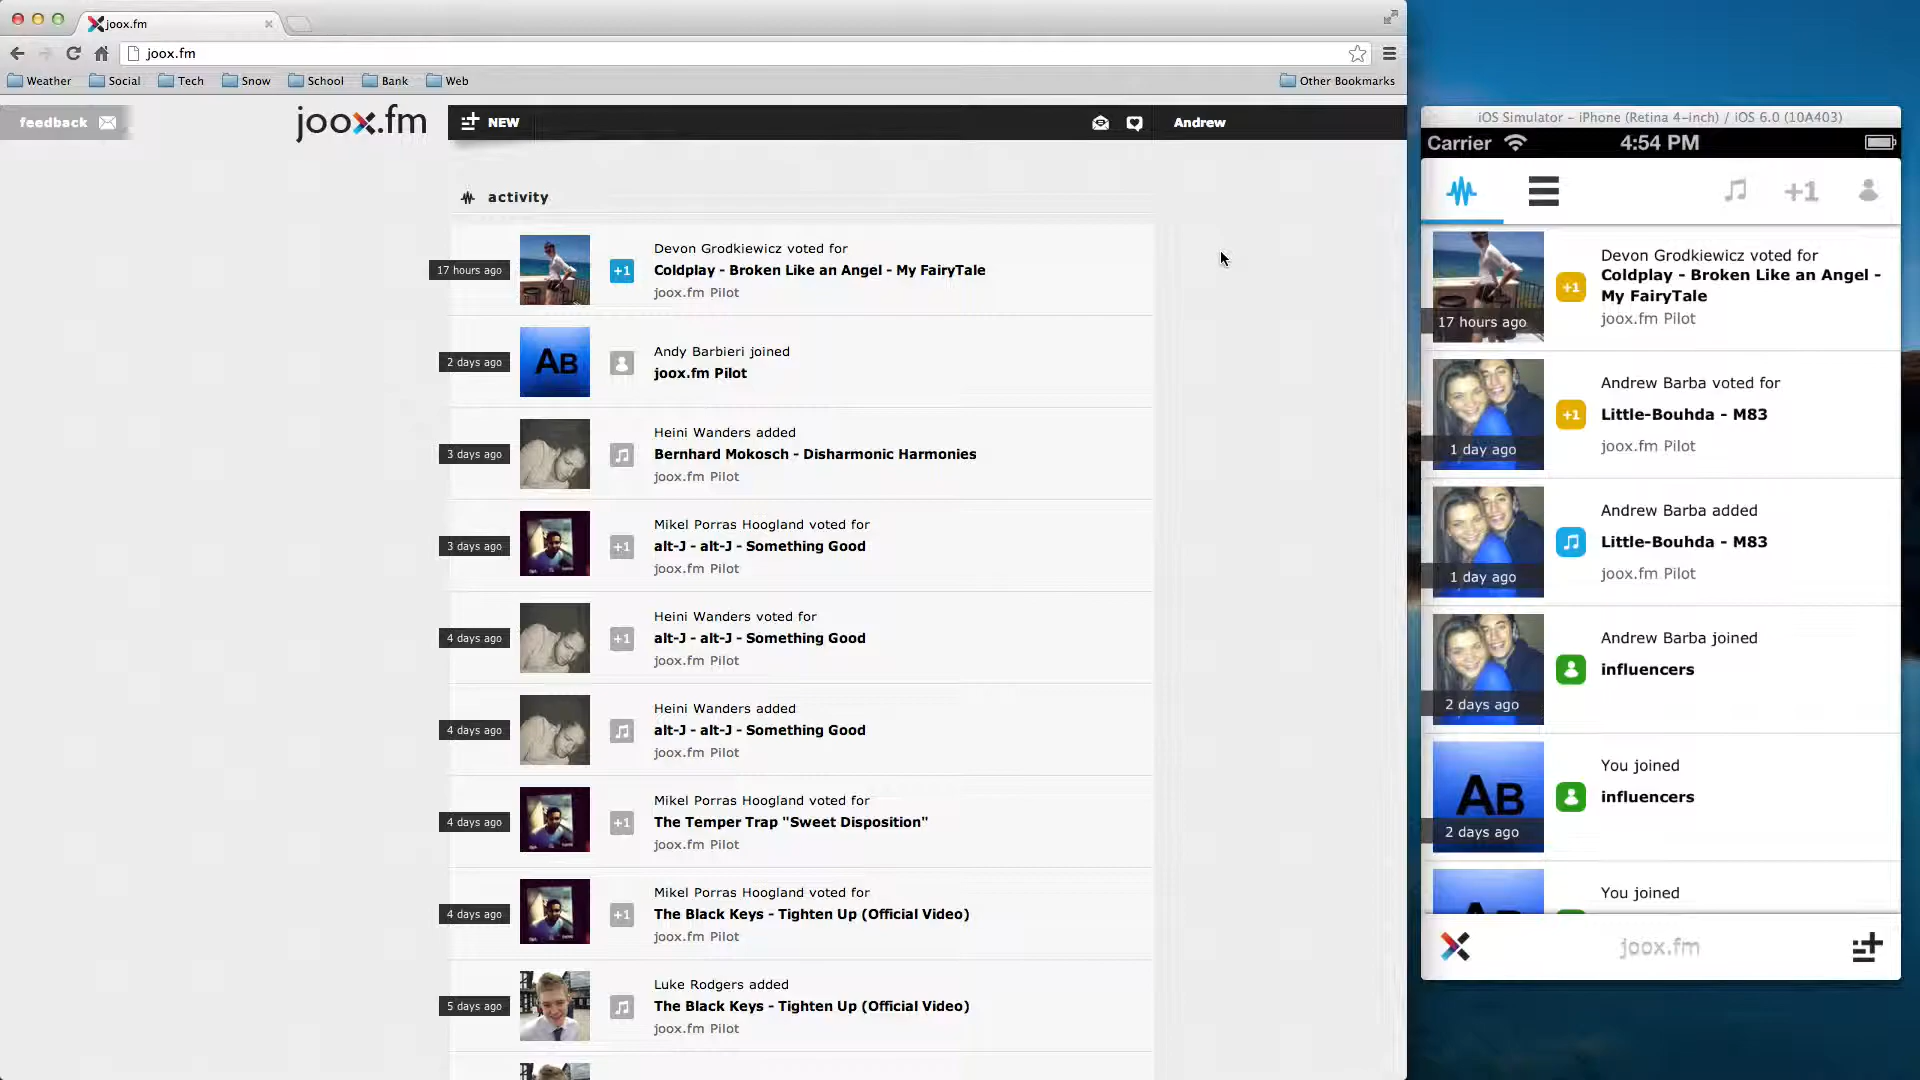 joox.fm
joox.fm
Weather
Social
Tech
Snow
School
Bank
Web
Other Bookmarks
feedback
joox.fm
NEW
Andrew
activity
17 hours ago
+1
Devon Grodkiewicz voted for
Coldplay - Broken Like an Angel - My FairyTale
joox.fm Pilot
2 days ago
AB
Andy Barbieri joined
joox.fm Pilot
3 days ago
Heini Wanders added
Bernhard Mokosch - Disharmonic Harmonies
joox.fm Pilot
3 days ago
+1
Mikel Porras Hoogland voted for
alt-J - alt-J - Something Good
joox.fm Pilot
4 days ago
+1
Heini Wanders voted for
alt-J - alt-J - Something Good
joox.fm Pilot
4 days ago
Heini Wanders added
alt-J - alt-J - Something Good
joox.fm Pilot
4 days ago
+1
Mikel Porras Hoogland voted for
The Temper Trap "Sweet Disposition"
joox.fm Pilot
4 days ago
+1
Mikel Porras Hoogland voted for
The Black Keys - Tighten Up (Official Video)
joox.fm Pilot
5 days ago
Luke Rodgers added
The Black Keys - Tighten Up (Official Video)
joox.fm Pilot
iOS Simulator - iPhone (Retina 4-inch) / iOS 6.0 (10A403)
Carrier
4:54 PM
+1
17 hours ago
+1
Devon Grodkiewicz voted for
Coldplay - Broken Like an Angel -
My FairyTale
joox.fm Pilot
1 day ago
+1
Andrew Barba voted for
Little-Bouhda - M83
joox.fm Pilot
1 day ago
Andrew Barba added
Little-Bouhda - M83
joox.fm Pilot
2 days ago
Andrew Barba joined
influencers
AB
2 days ago
You joined
influencers
You joined
joox.fm